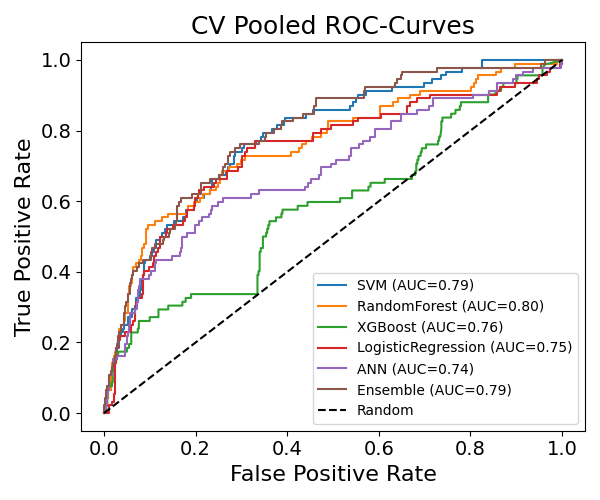 CV Pooled ROC-Curves
True Positive Rate
1.0
0.8
0.6
0.4
0.2
0.0
SVM (AUC=0.79)
RandomForest (AUC=0.80)
XGBoost (AUC=0.76)
LogisticRegression (AUC=0.75)
ANN (AUC=0.74)
Ensemble (AUC=0.79)
Random
0.0 0.2 0.4 0.6 0.8 1.0
False Positive Rate